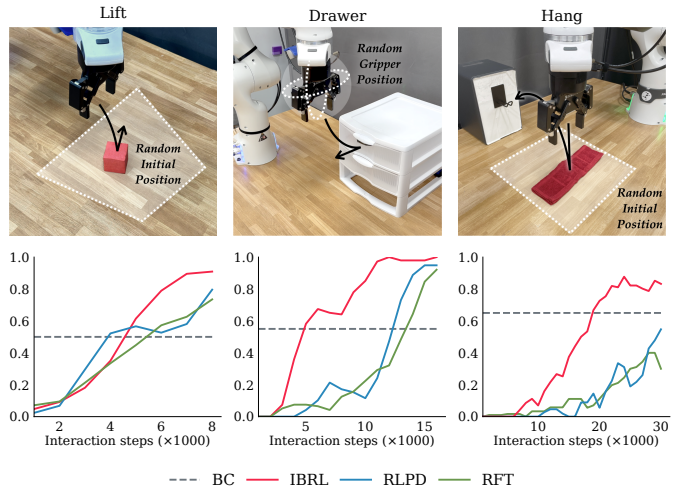 Lift
Drawer
Hang
Random
Initial
Position
Random
Gripper
Position
Random
Initial
Position
1.0
0.8
0.6
0.4
0.2
0.0
2
4
6
8
Interaction steps (×1000)
1.0
0.8
0.6
0.4
0.2
0.0
5
10
15
Interaction steps (×1000)
1.0
0.8
0.6
0.4
0.2
0.0
10
20
30
Interaction steps (×1000)
BC IBRL RLPD RFT